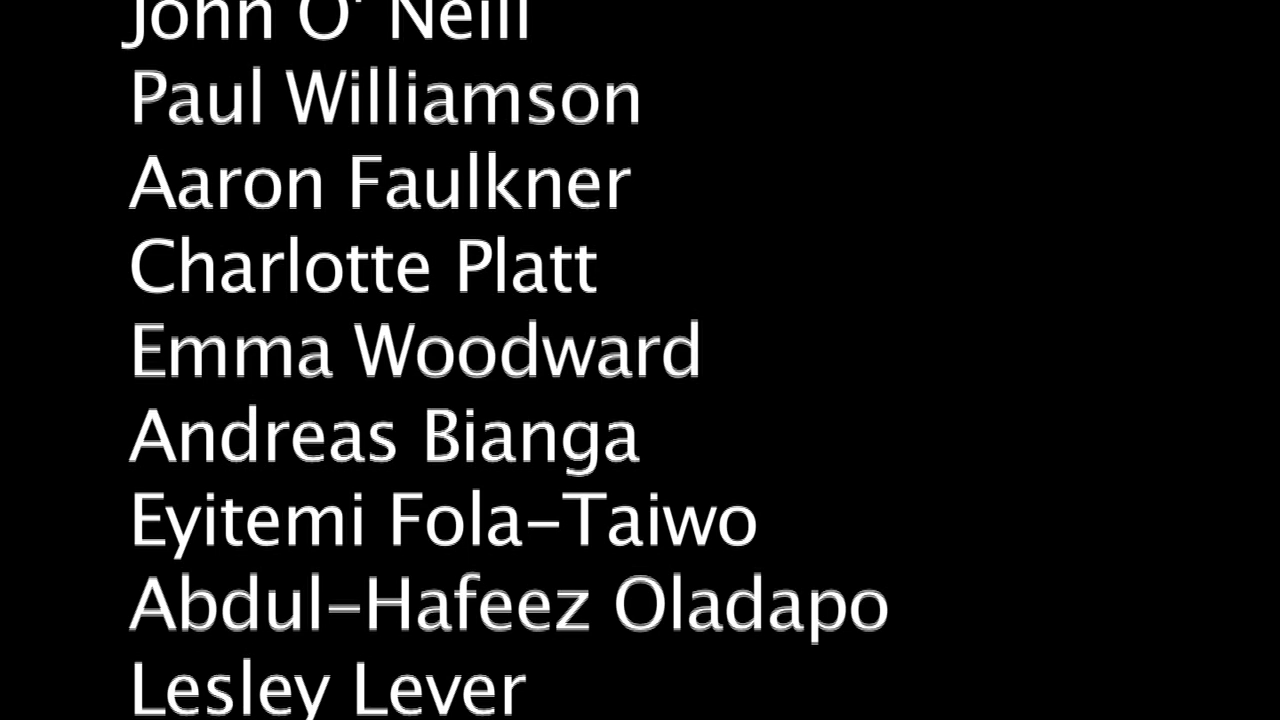 John O' Neill
Paul Williamson
Aaron Faulkner
Charlotte Platt
Emma Woodward
Andreas Bianga
Eyitemi Fola-Taiwo
Abdul-Hafeez Oladapo
Lesley Lever